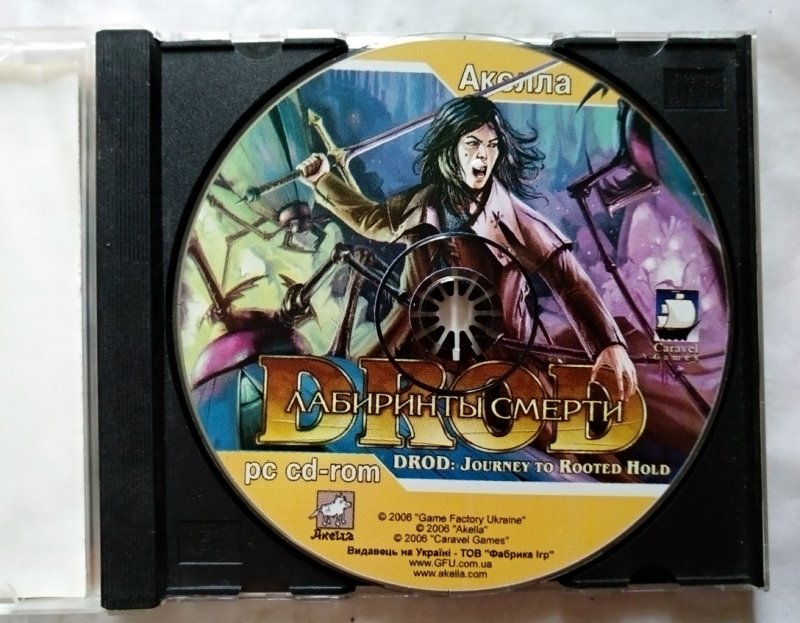 Акелла
Caravel
Games
DROD
ЛАБИРИНТЫ СМЕРТИ
DROD: JOURNEY TO ROOTED HOLD
pc cd-rom
Акелла
© 2006 "Game Factory Ukraine"
© 2006 "Akella"
© 2006 "Caravel Games"
Видавець на Україні - ТОВ "Фабрика Ігр"
www.GFU.com.ua
www.akella.com